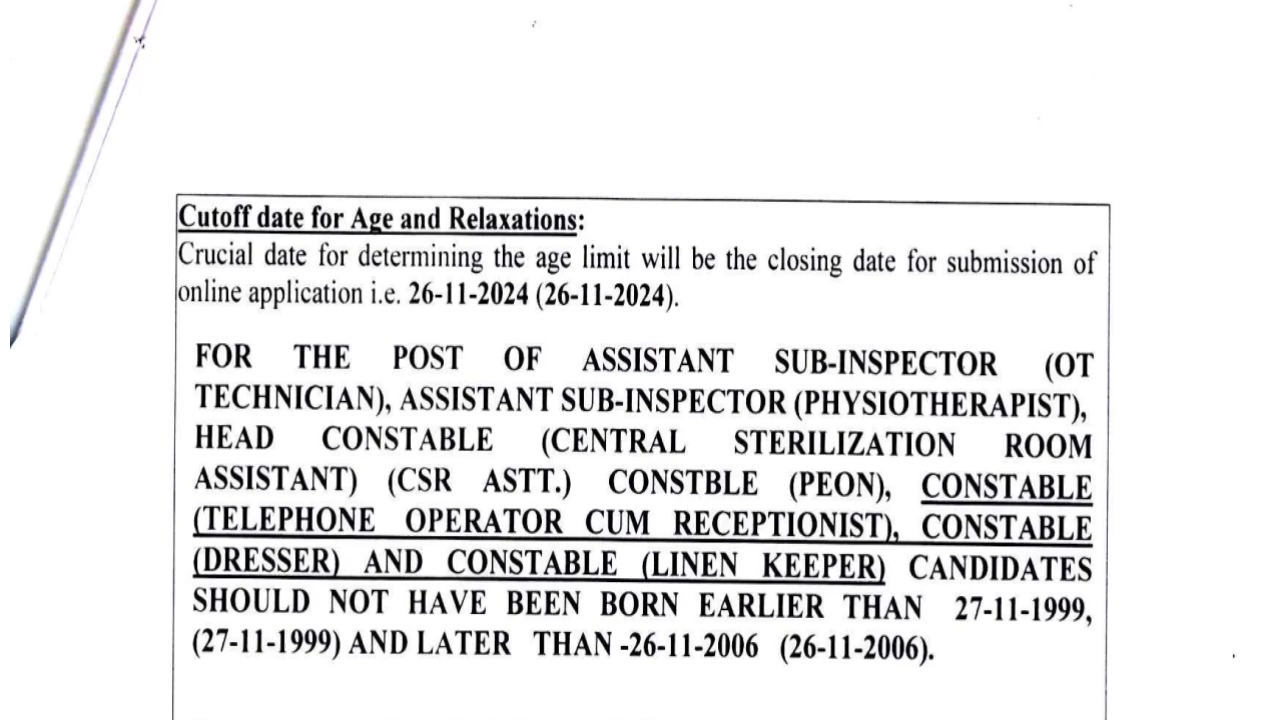 Cutoff date for Age and Relaxations:
Crucial date for determining the age limit will be the closing date for submission of
online application i.e. 26-11-2024 (26-11-2024).
FOR THE POST OF ASSISTANT SUB-INSPECTOR (OT
TECHNICIAN), ASSISTANT SUB-INSPECTOR (PHYSIOTHERAPIST),
HEAD CONSTABLE (CENTRAL STERILIZATION ROOM
ASSISTANT) (CSR ASTT.) CONSTBLE (PEON), CONSTABLE
(TELEPHONE OPERATOR CUM RECEPTIONIST), CONSTABLE
(DRESSER) AND CONSTABLE (LINEN KEEPER) CANDIDATES
SHOULD NOT HAVE BEEN BORN EARLIER THAN 27-11-1999,
(27-11-1999) AND LATER THAN -26-11-2006 (26-11-2006).